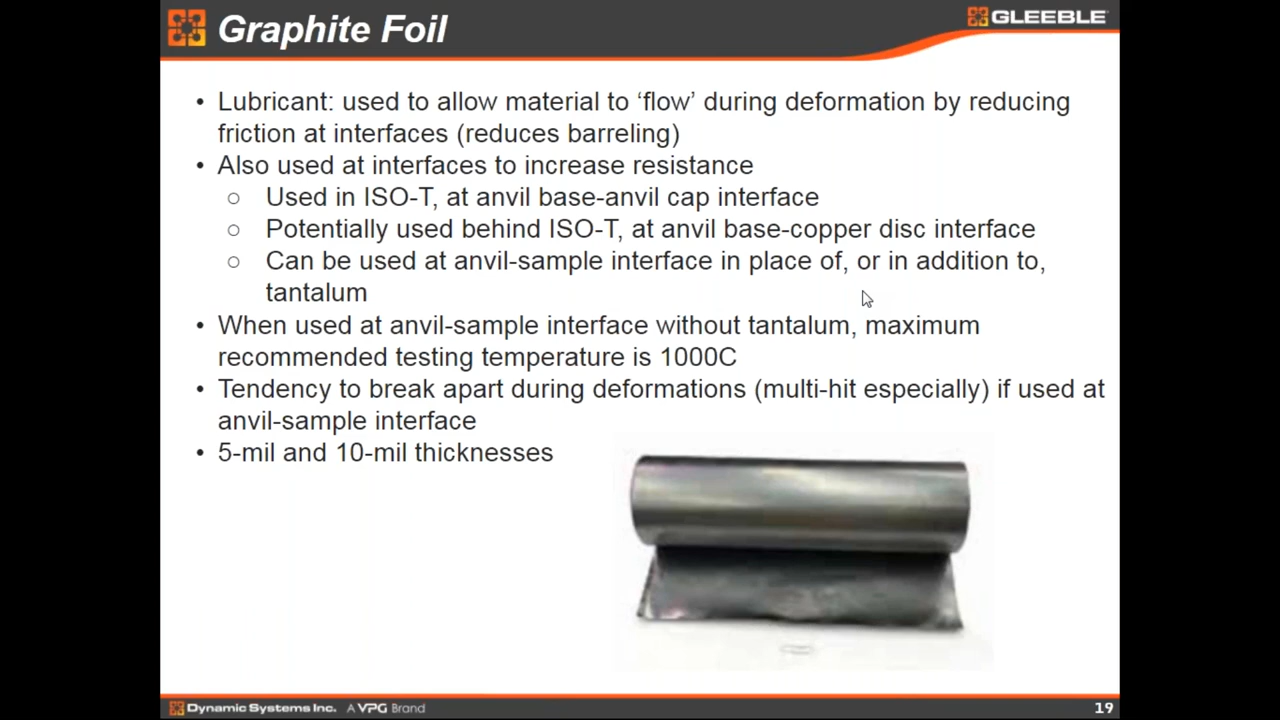 Graphite Foil
GLEEBLE
• Lubricant: used to allow material to ‘flow’ during deformation by reducing
friction at interfaces (reduces barreling)
• Also used at interfaces to increase resistance
○ Used in ISO-T, at anvil base-anvil cap interface
○ Potentially used behind ISO-T, at anvil base-copper disc interface
○ Can be used at anvil-sample interface in place of, or in addition to,
tantalum
• When used at anvil-sample interface without tantalum, maximum
recommended testing temperature is 1000C
• Tendency to break apart during deformations (multi-hit especially) if used at
anvil-sample interface
• 5-mil and 10-mil thicknesses
Dynamic Systems Inc. A VPG Brand
19